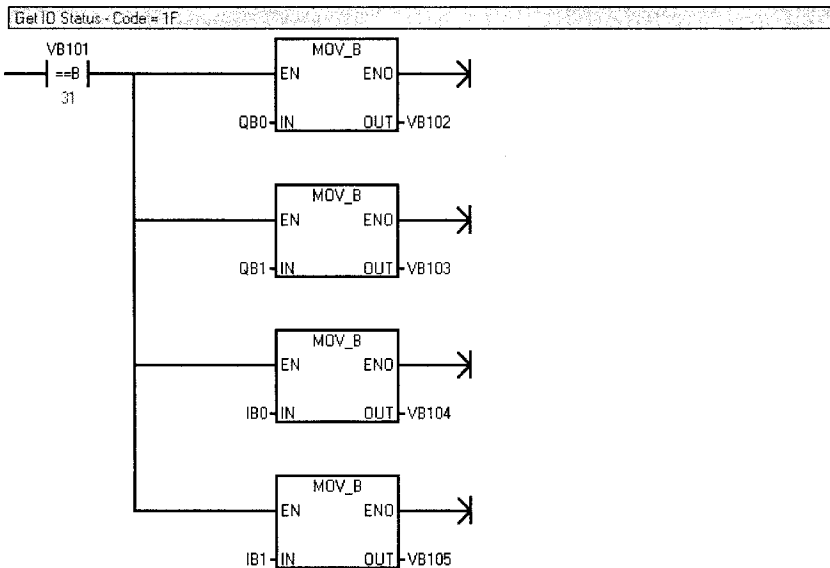 Get IO Status - Code = 1F
VB101
==B
31
MOV_B
EN ENO
QB0 IN OUT VB102
MOV_B
EN ENO
QB1 IN OUT VB103
MOV_B
EN ENO
IB0 IN OUT VB104
MOV_B
EN ENO
IB1 IN OUT VB105